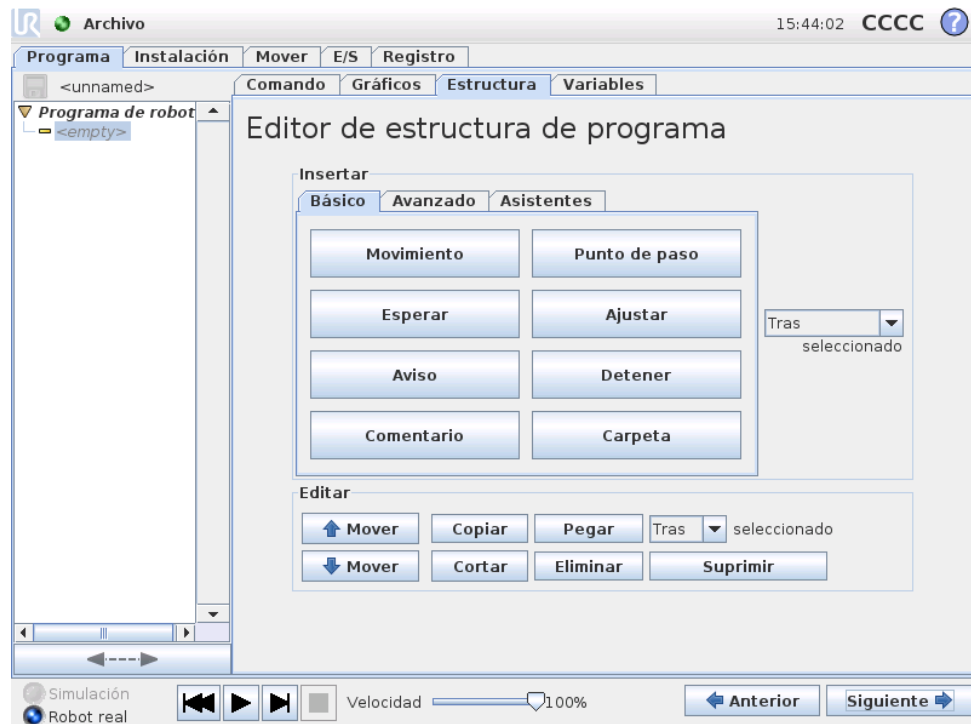 UR Archivo 15:44:02 CCCC ?
Programa Instalación Mover E/S Registro
<unnamed> Comando Gráficos Estructura Variables
Programa de robot
<empty>
Editor de estructura de programa
Insertar
Básico Avanzado Asistentes
Movimiento Punto de paso
Esperar Ajustar
Tras
seleccionado
Aviso Detener
Comentario Carpeta
Editar
Mover Copiar Pegar Tras seleccionado
Mover Cortar Eliminar Suprimir
Simulación
Robot real
Velocidad 100% Anterior Siguiente